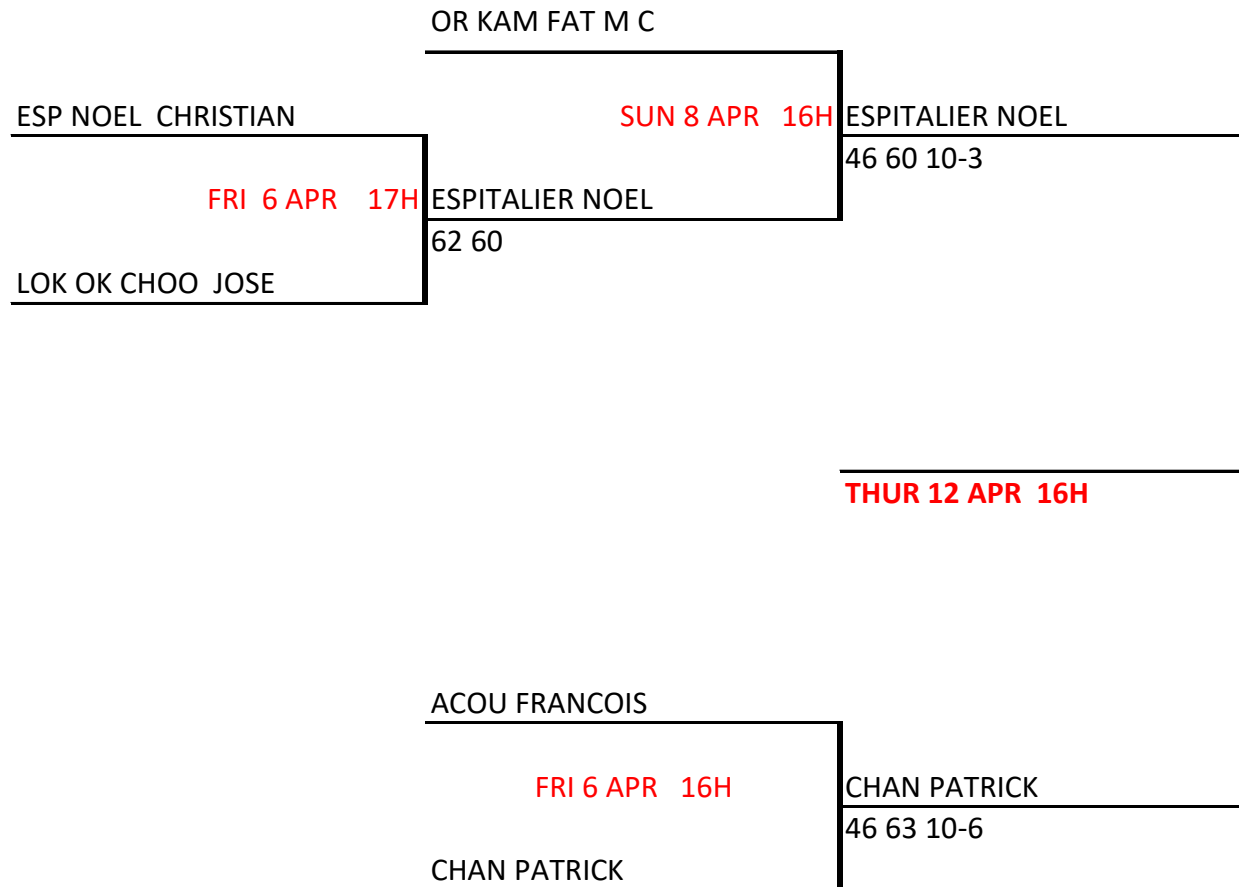 OR KAM FAT M C
ESP NOEL  CHRISTIAN
SUN 8 APR   16H
ESPITALIER NOEL
46 60 10-3
FRI  6 APR    17H
ESPITALIER NOEL
62 60
LOK OK CHOO  JOSE
THUR 12 APR  16H
ACOU FRANCOIS
FRI 6 APR   16H
CHAN PATRICK
46 63 10-6
CHAN PATRICK